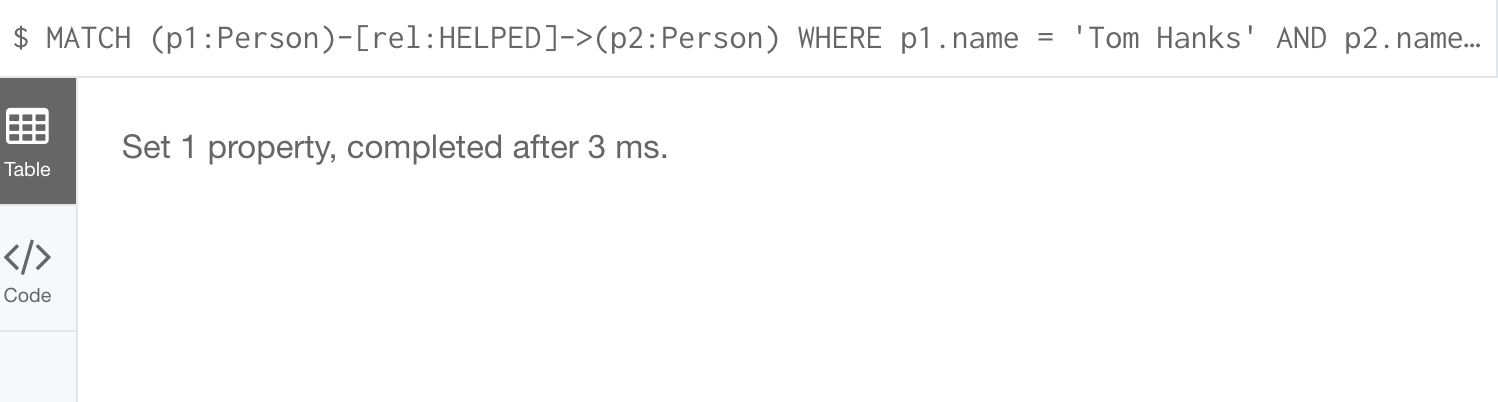 $ MATCH (p1:Person)-[rel:HELPED]->(p2:Person) WHERE p1.name = 'Tom Hanks' AND p2.name…
Set 1 property, completed after 3 ms.
Table
</> 
Code